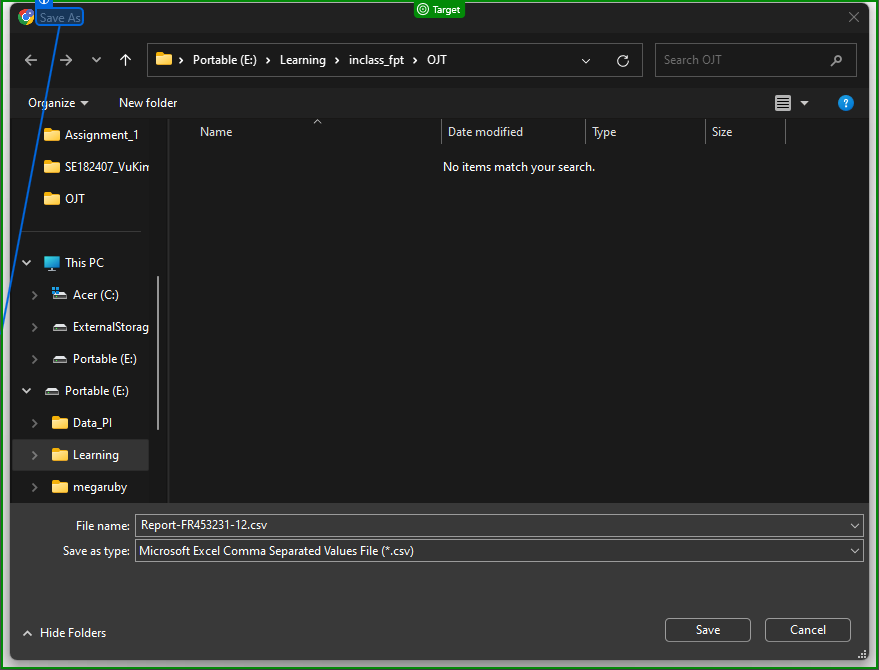 Target
Save As
Portable (E:) Learning inclass_fpt OJT
Search OJT
Organize New folder
Name Date modified Type Size
No items match your search.
Assignment_1
SE182407_VuKim
OJT
This PC
Acer (C:)
ExternalStorag
Portable (E:)
Portable (E:)
Data_PI
Learning
megaruby
File name: Report-FR453231-12.csv
Save as type: Microsoft Excel Comma Separated Values File (*.csv)
Hide Folders
Save Cancel